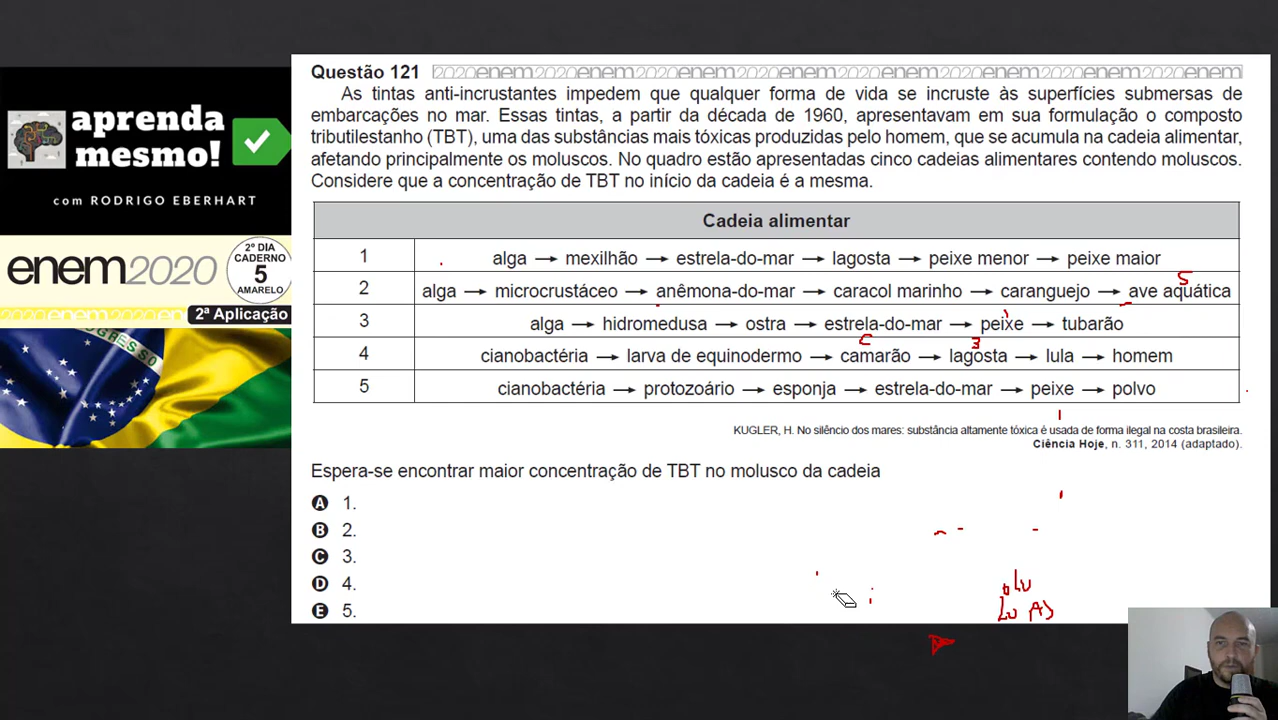 Questão 121
2020enem2020enem2020enem2020enem2020enem2020enem2020enem2020enem2020enem
As tintas anti-incrustantes impedem que qualquer forma de vida se incruste às superfícies submersas de
embarcações no mar. Essas tintas, a partir da década de 1960, apresentavam em sua formulação o composto
tributilestanho (TBT), uma das substâncias mais tóxicas produzidas pelo homem, que se acumula na cadeia alimentar,
afetando principalmente os moluscos. No quadro estão apresentadas cinco cadeias alimentares contendo moluscos.
Considere que a concentração de TBT no início da cadeia é a mesma.
Cadeia alimentar
1 alga → mexilhão → estrela-do-mar → lagosta → peixe menor → peixe maior
2 alga → microcrustáceo → anêmona-do-mar → caracol marinho → caranguejo → ave aquática
3 alga → hidromedusa → ostra → estrela-do-mar → peixe → tubarão
4 cianobactéria → larva de equinodermo → camarão → lagosta → lula → homem
5 cianobactéria → protozoário → esponja → estrela-do-mar → peixe → polvo
KUGLER, H. No silêncio dos mares: substância altamente tóxica é usada de forma ilegal na costa brasileira.
Ciência Hoje, n. 311, 2014 (adaptado).
Espera-se encontrar maior concentração de TBT no molusco da cadeia
A 1.
B 2.
C 3.
D 4.
E 5.
aprenda
mesmo!
com RODRIGO EBERHART
enem2020
2º DIA
CADERNO
5
AMARELO
2ª Aplicação